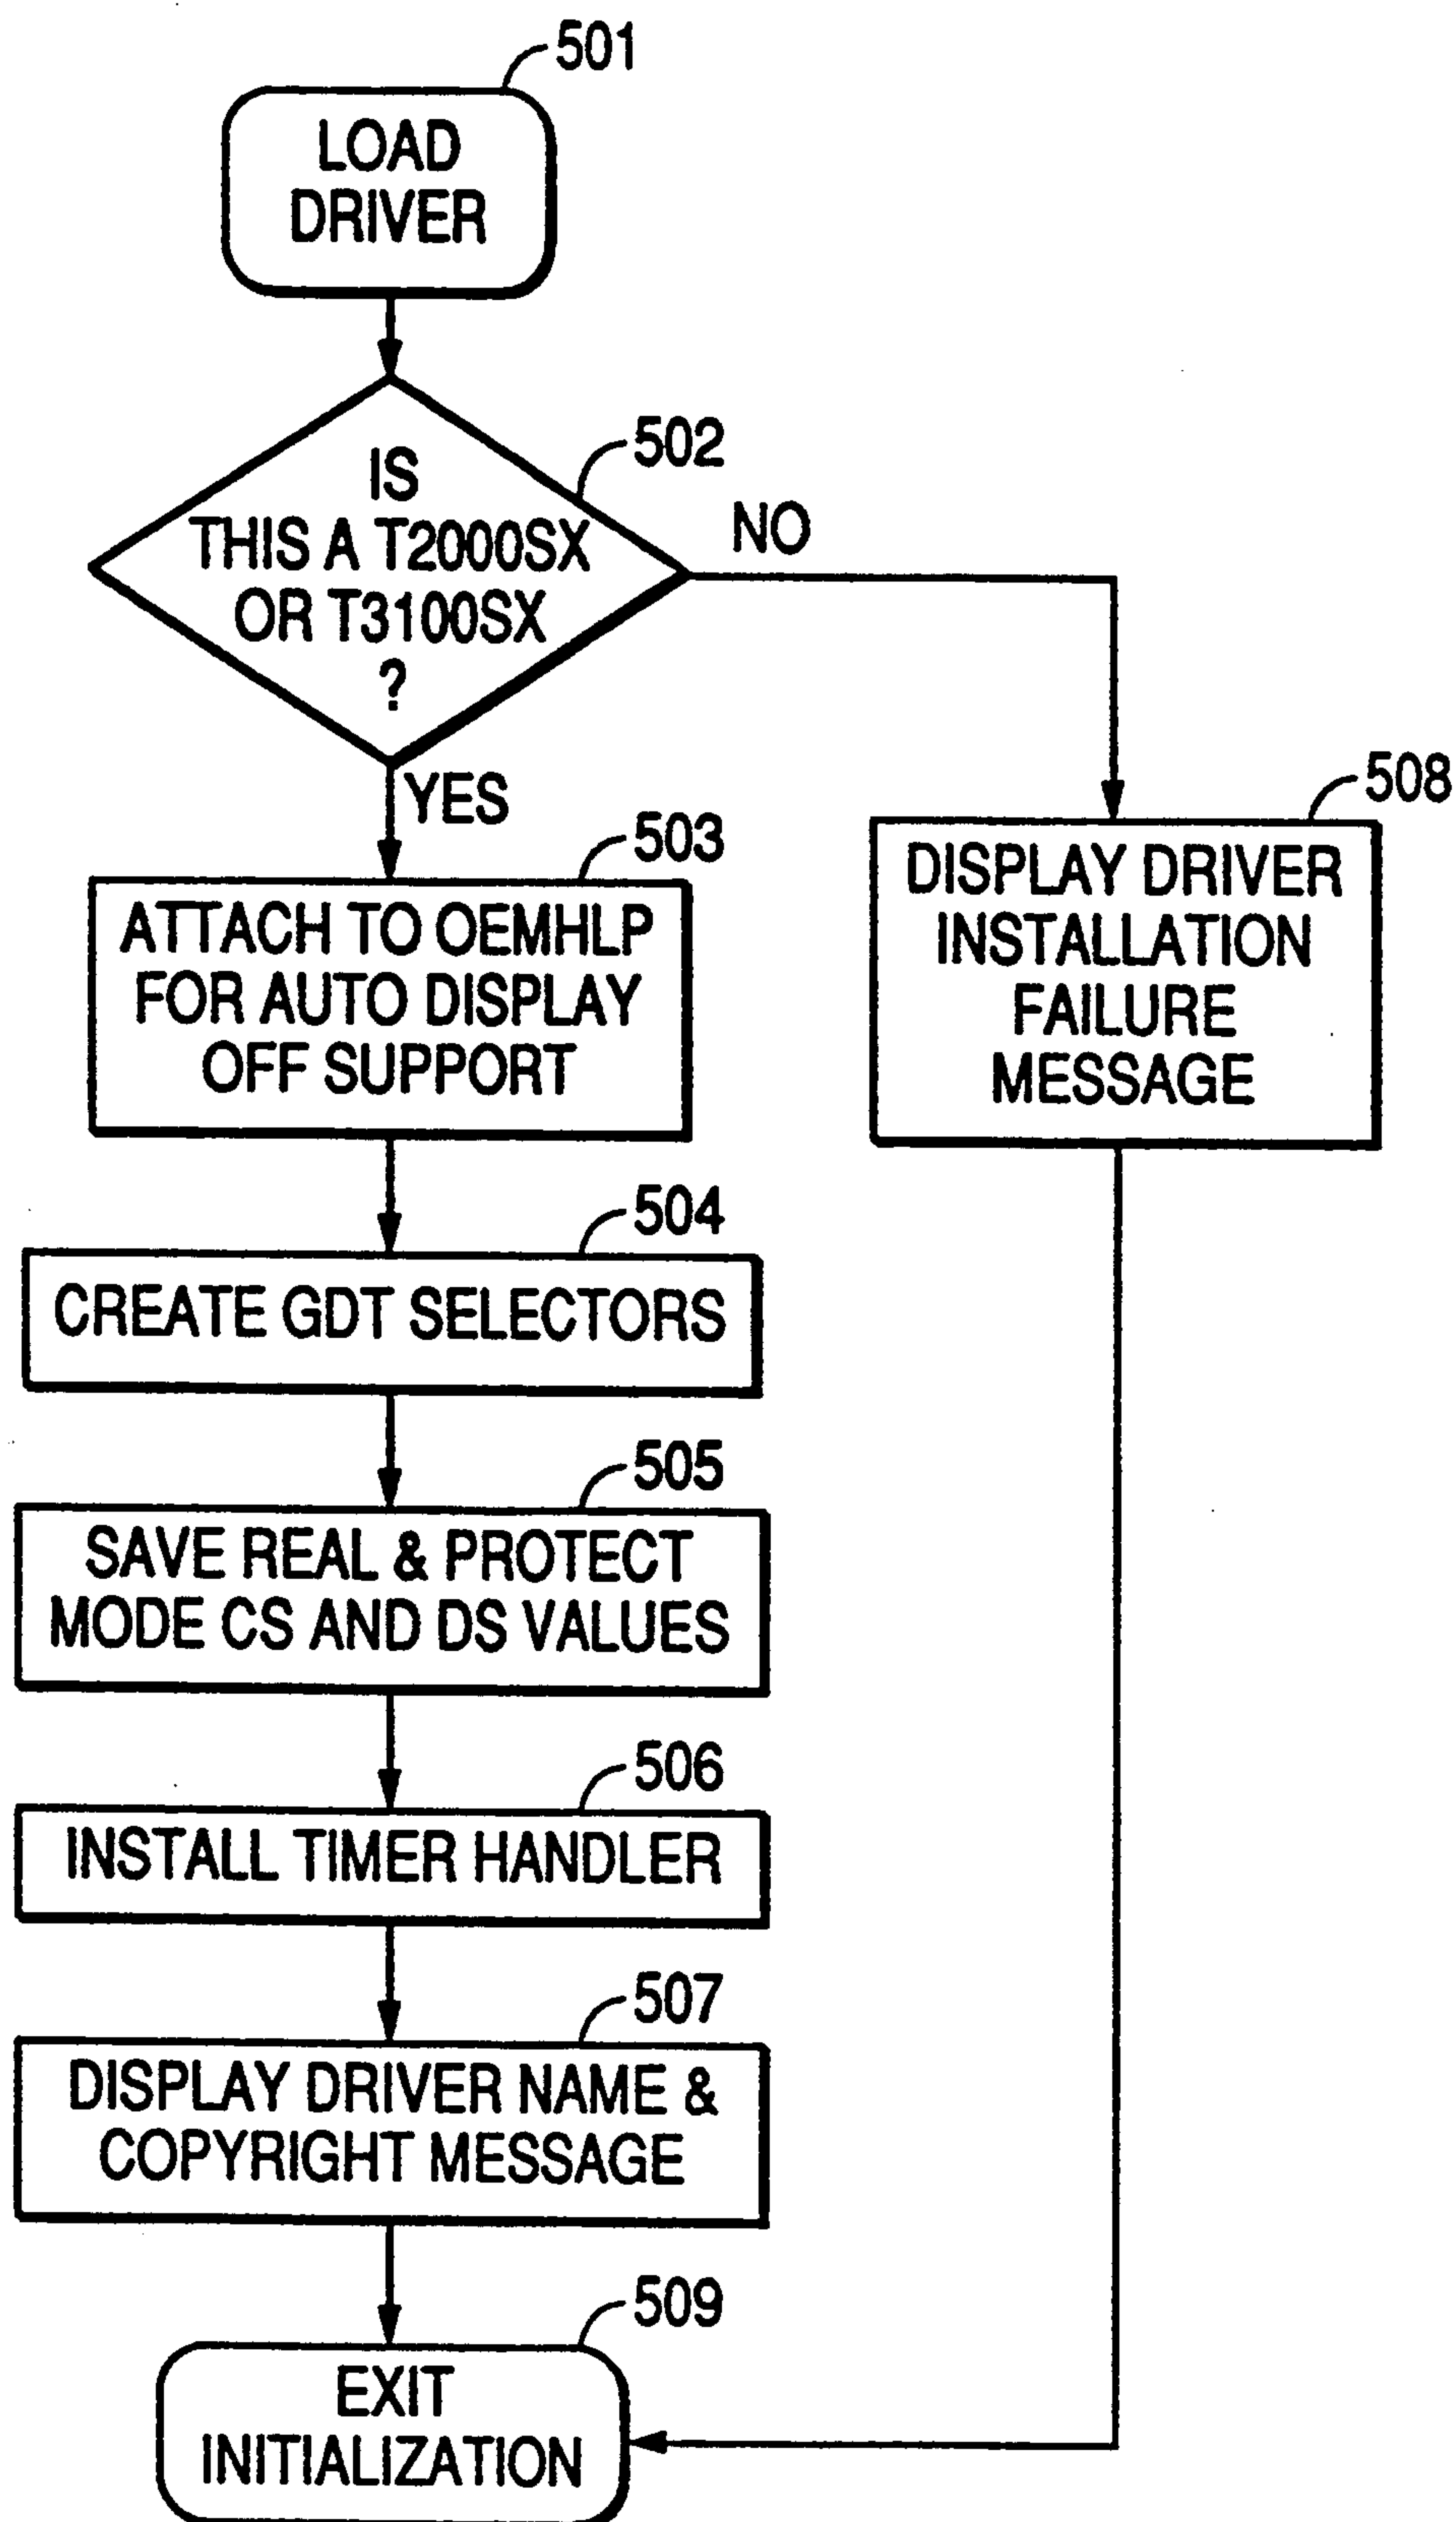 501
LOAD
DRIVER
502
IS
THIS A T2000SX
OR T3100SX
?
NO
YES
503
ATTACH TO OEMHLP
FOR AUTO DISPLAY
OFF SUPPORT
508
DISPLAY DRIVER
INSTALLATION
FAILURE
MESSAGE
504
CREATE GDT SELECTORS
505
SAVE REAL & PROTECT
MODE CS AND DS VALUES
506
INSTALL TIMER HANDLER
507
DISPLAY DRIVER NAME &
COPYRIGHT MESSAGE
509
EXIT
INITIALIZATION